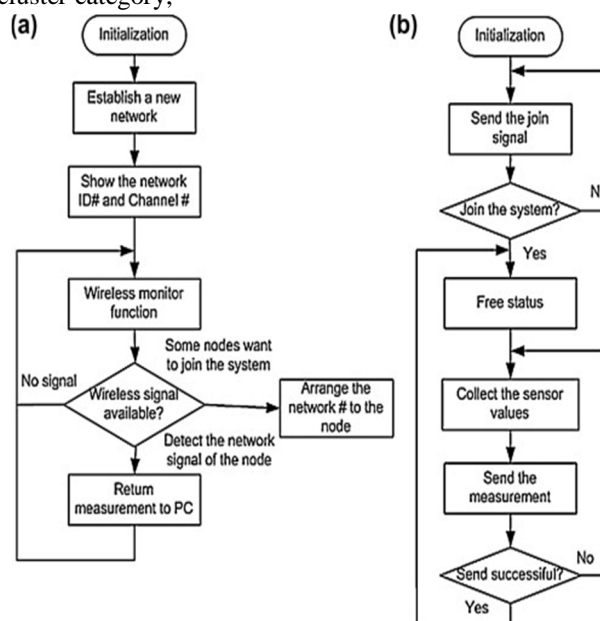 cluster category;
(a)
Initialization
Establish a new
network
Show the network
ID# and Channel #
Wireless monitor
function
Some nodes want
to join the system
No signal
Wireless signal
available?
Arrange the
network # to the
node
Detect the network
signal of the node
Return
measurement to PC
(b)
Initialization
Send the join
signal
Join the system?
N
Yes
Free status
Collect the sensor
values
Send the
measurement
Send successful?
No
Yes